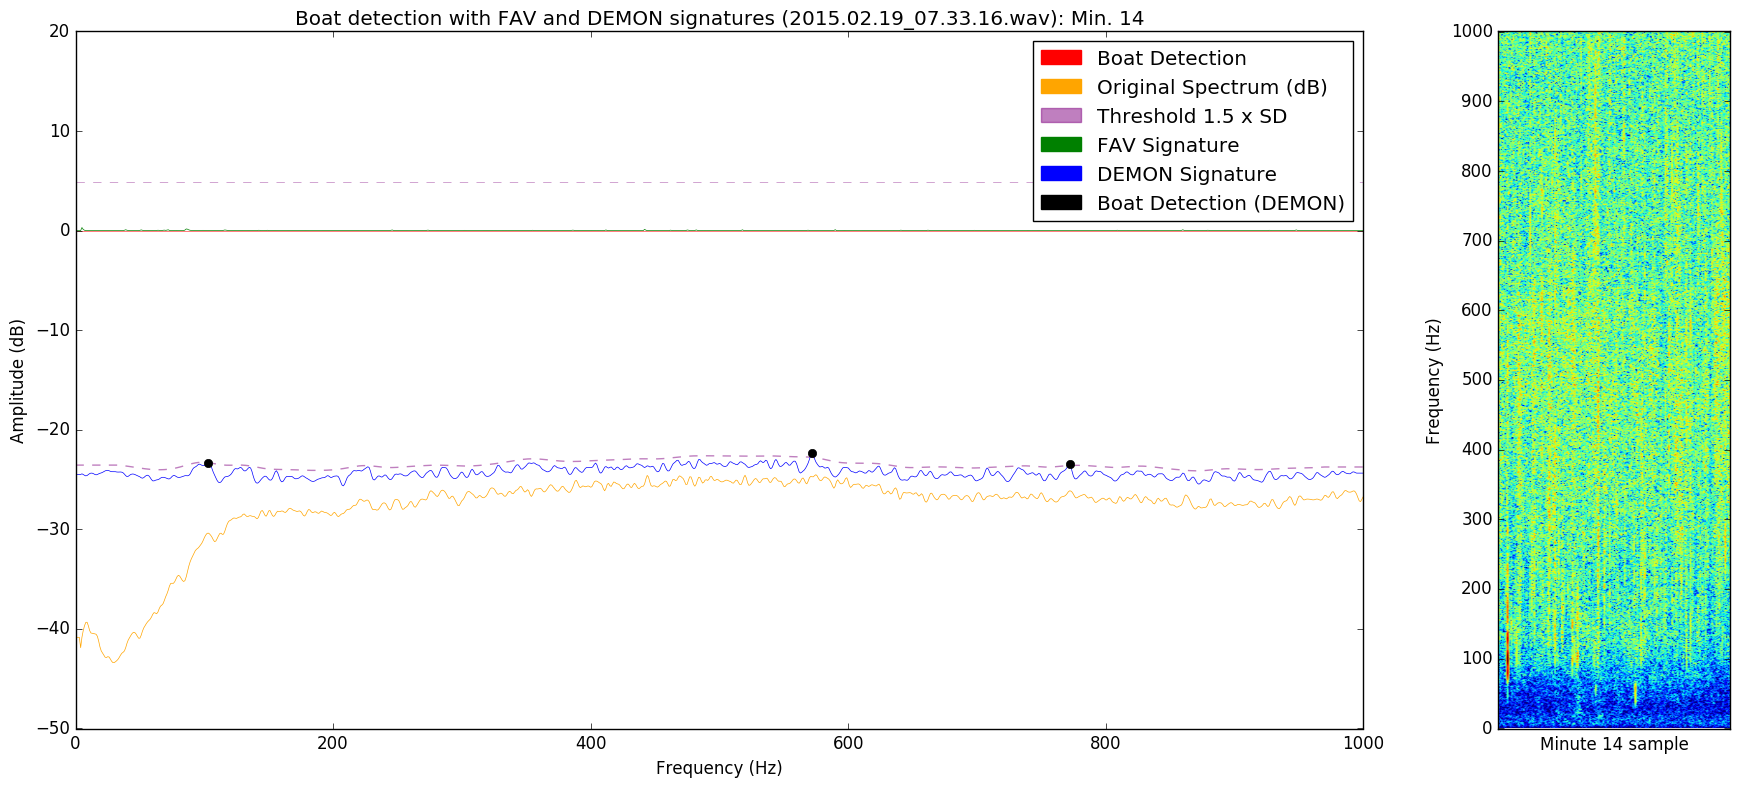 Boat detection with FAV and DEMON signatures (2015.02.19_07.33.16.wav): Min. 14
Boat Detection
Original Spectrum (dB)
Threshold 1.5 x SD
FAV Signature
DEMON Signature
Boat Detection (DEMON)
Amplitude (dB)
20
10
0
−10
−20
−30
−40
−50
0 200 400 600 800 1000
Frequency (Hz)
Frequency (Hz)
1000
900
800
700
600
500
400
300
200
100
0
Minute 14 sample